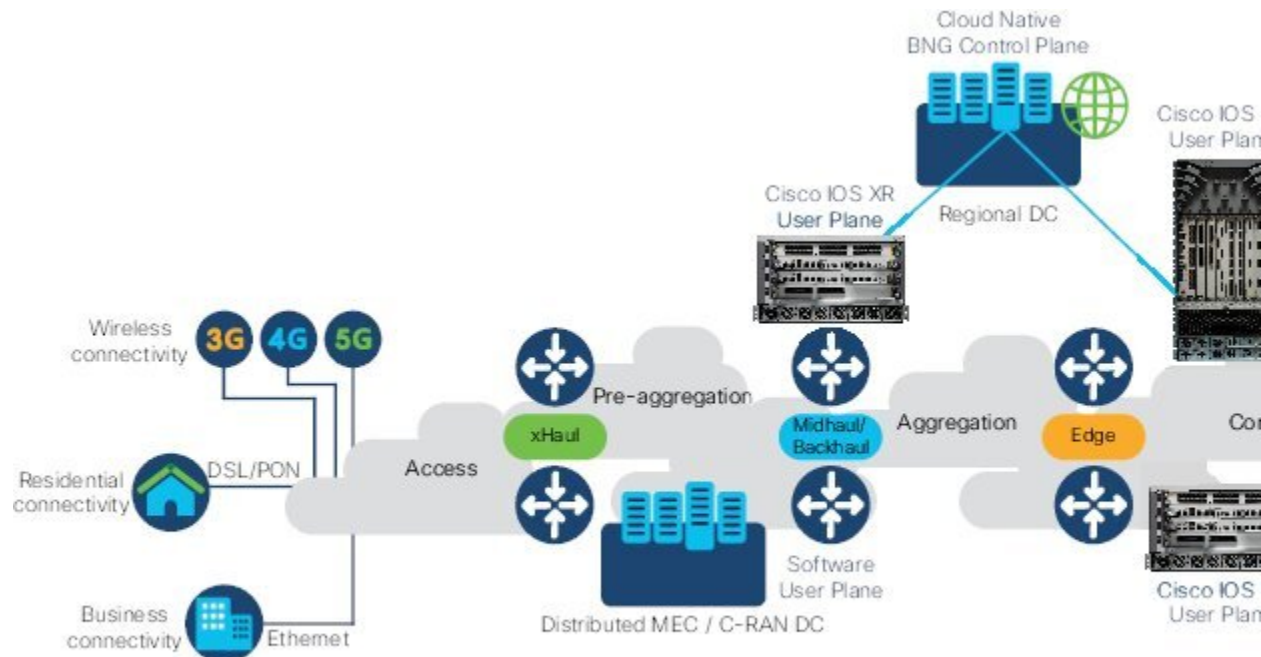 Cloud Native
BNG Control Plane
Cisco IOS
User Plan
Cisco IOS XR
User Plane
Regional DC
Wireless
connectivity
3G
4G
5G
Pre-aggregation
xHaul
Midhaul/
Backhaul
Aggregation
Edge
Cor
Access
DSL/PON
Residential
connectivity
Software
User Plane
Distributed MEC / C-RAN DC
Cisco IOS
User Plan
Business
connectivity
Ethernet